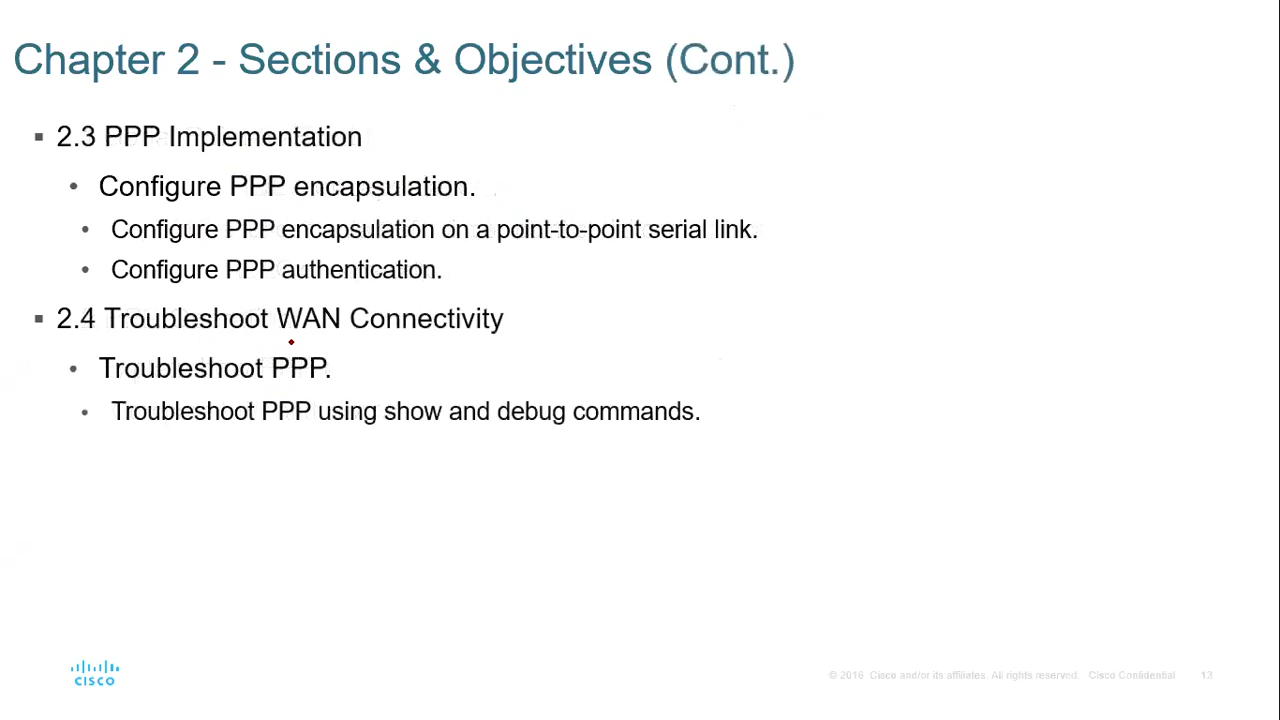 Chapter 2 - Sections & Objectives (Cont.)
▪ 2.3 PPP Implementation
• Configure PPP encapsulation.
• Configure PPP encapsulation on a point-to-point serial link.
• Configure PPP authentication.
▪ 2.4 Troubleshoot WAN Connectivity
• Troubleshoot PPP.
• Troubleshoot PPP using show and debug commands.
CISCO
© 2016 Cisco and/or its affiliates. All rights reserved. Cisco Confidential 13